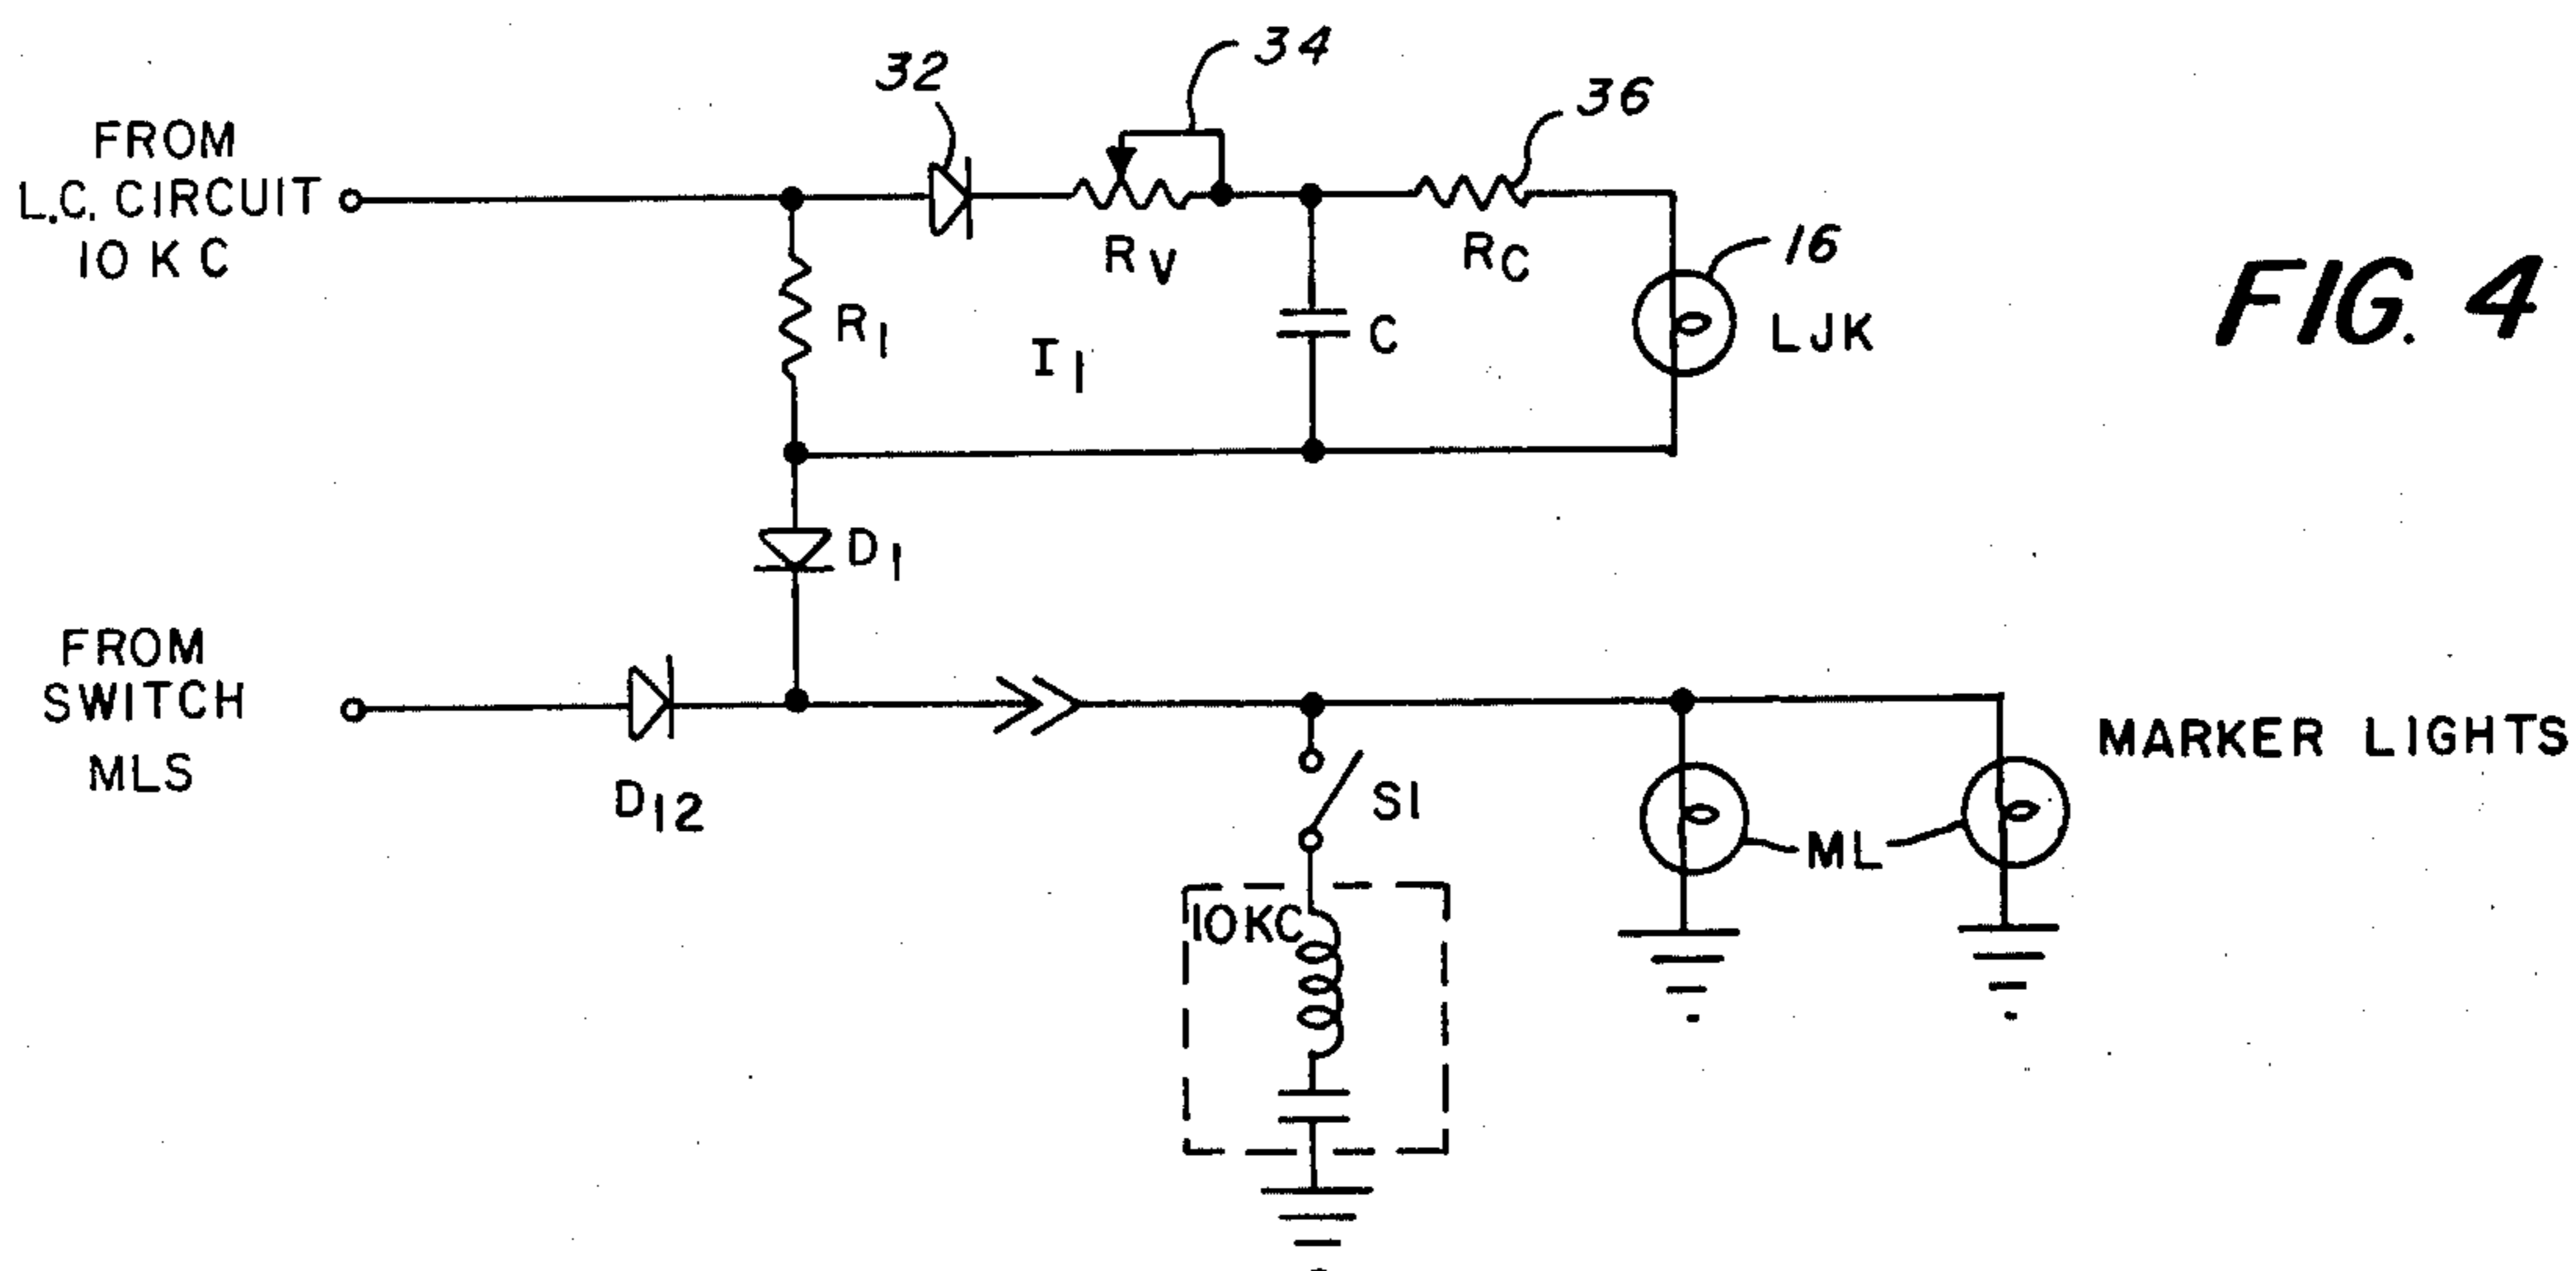 32
34
36
FROM
L.C. CIRCUIT
10 KC
RV
RC
16
R1
I1
C
LJK
FIG. 4
D1
FROM
SWITCH
MLS
D12
S1
MARKER LIGHTS
ML
10KC